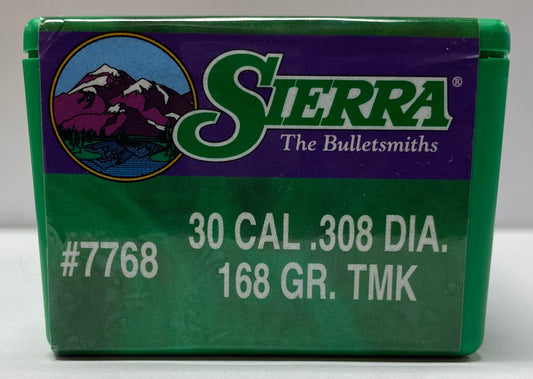 SIERRA®
The Bulletsmiths
30 CAL .308 DIA.
#7768
168 GR. TMK